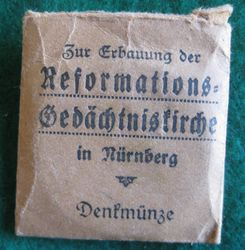 Zur Erbauung der
Reformations-
Gedächtniskirche
in Nürnberg
Denkmünze